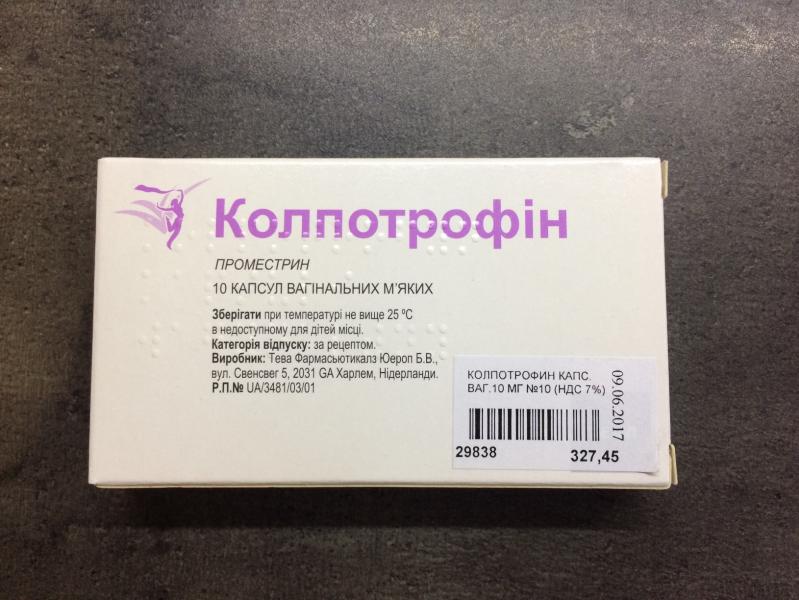 Колпотрофін
ПРОМЕСТРИН
10 КАПСУЛ ВАГІНАЛЬНИХ М'ЯКИХ
Зберігати при температурі не вище 25 ºС
в недоступному для дітей місці.
Категорія відпуску: за рецептом.
Виробник: Тева Фармасьютикалз Юероп Б.В.,
вул. Свенсвег 5, 2031 GA Харлем, Нідерланди.
Р.П.№ UA/3481/03/01
КОЛПОТРОФИН КАПС.
ВАГ.10 МГ №10 (НДС 7%)
29838
327,45
09.06.2017